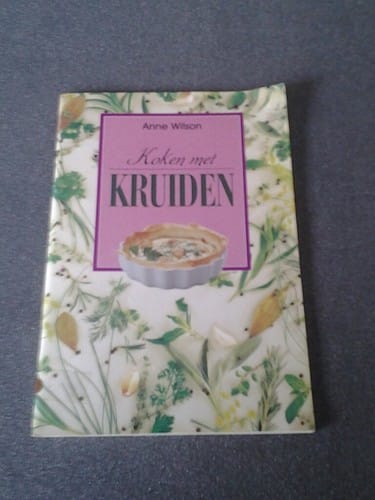 Anne Wilson
Koken met
KRUIDEN